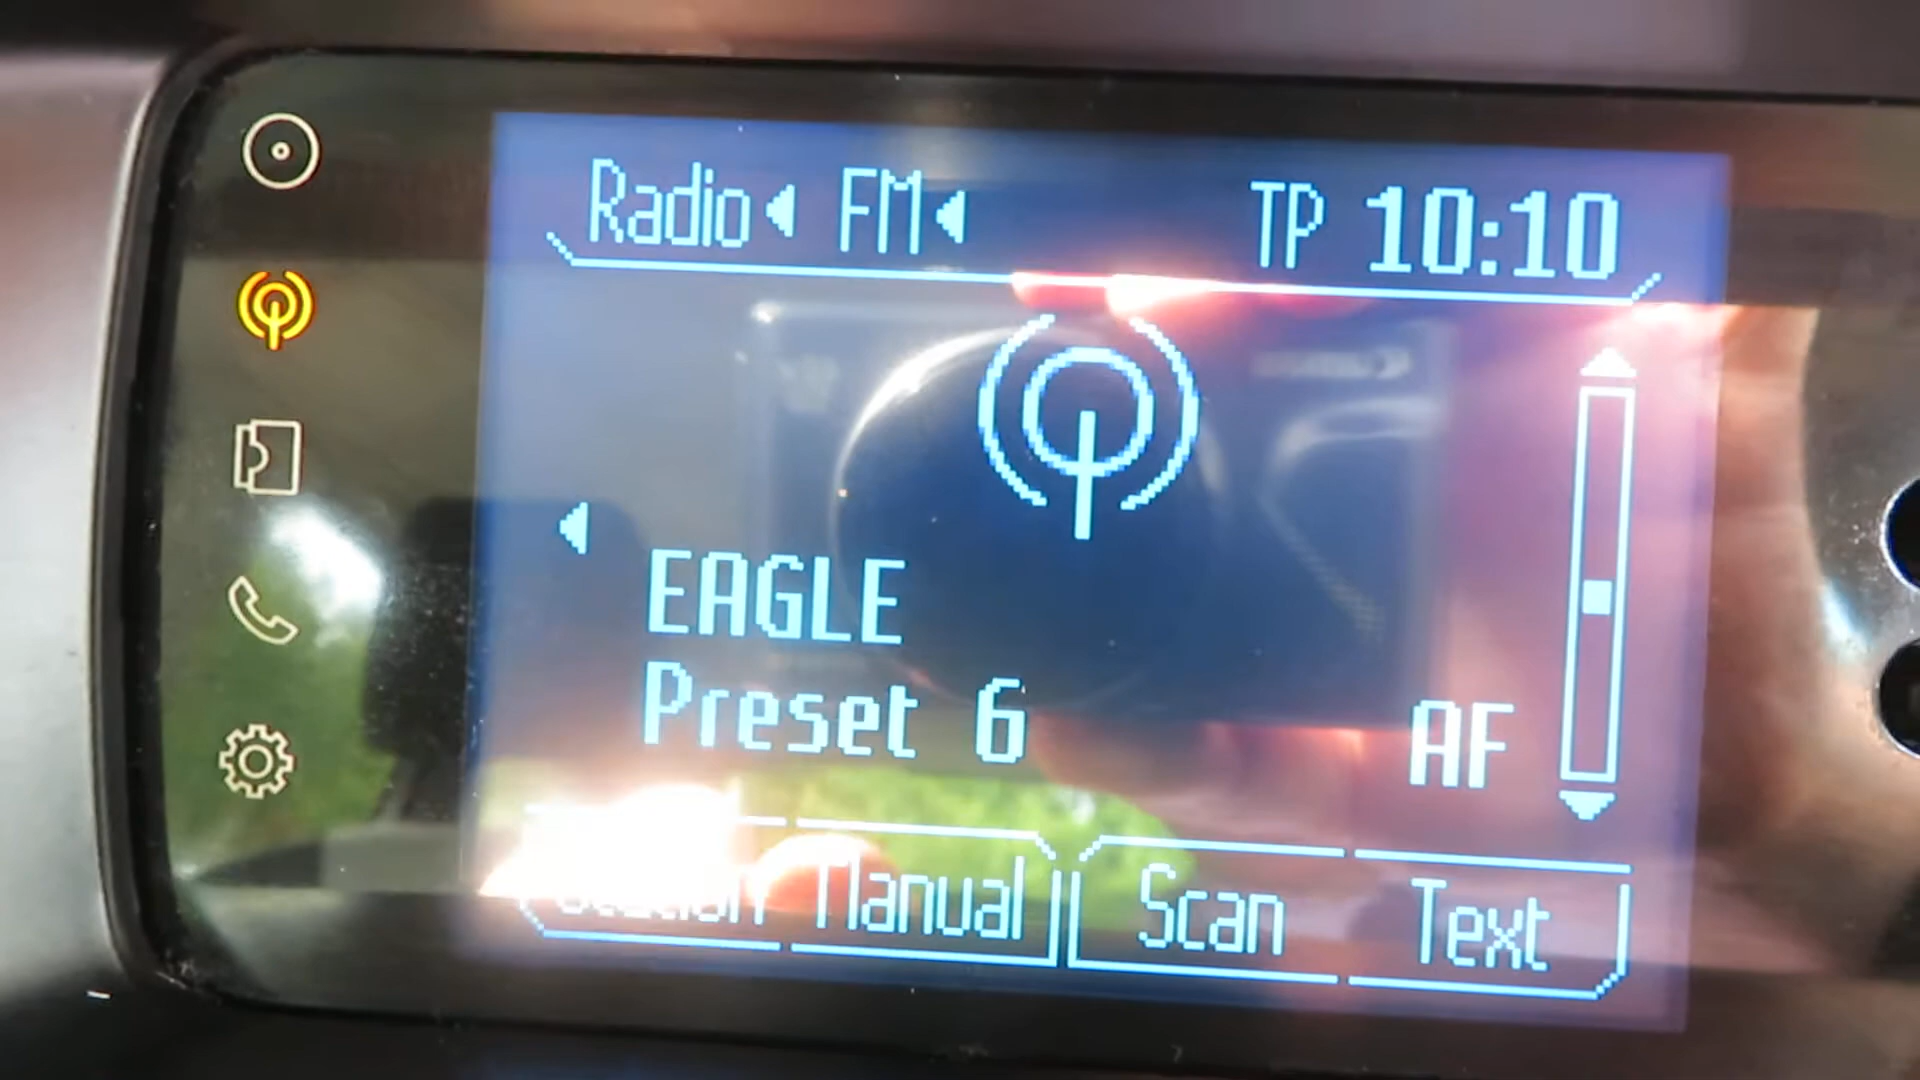 Radio FM TP 10:10
EAGLE
Preset 6
AF
Manual Scan Text